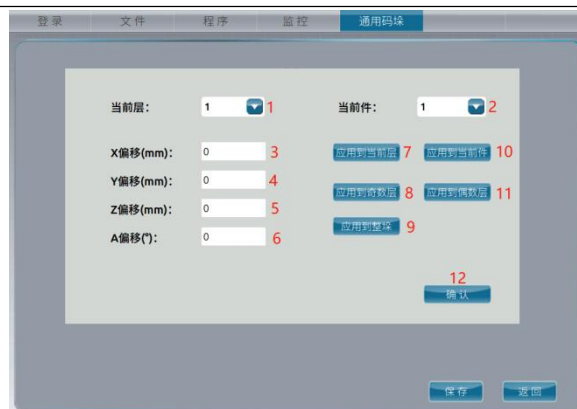 登录 文件 程序 监控 通用码垛
当前层: 1 1 当前件: 1 2
X偏移(mm): 0 3 应用到当前层 7 应用到当前件 10
Y偏移(mm): 0 4
Z偏移(mm): 0 5 应用到奇数层 8 应用到偶数层 11
A偏移(°): 0 6 应用到整垛 9
12
确认
保存 返回